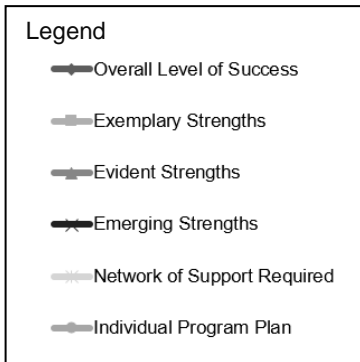 Legend
Overall Level of Success
Exemplary Strengths
Evident Strengths
Emerging Strengths
Network of Support Required
Individual Program Plan